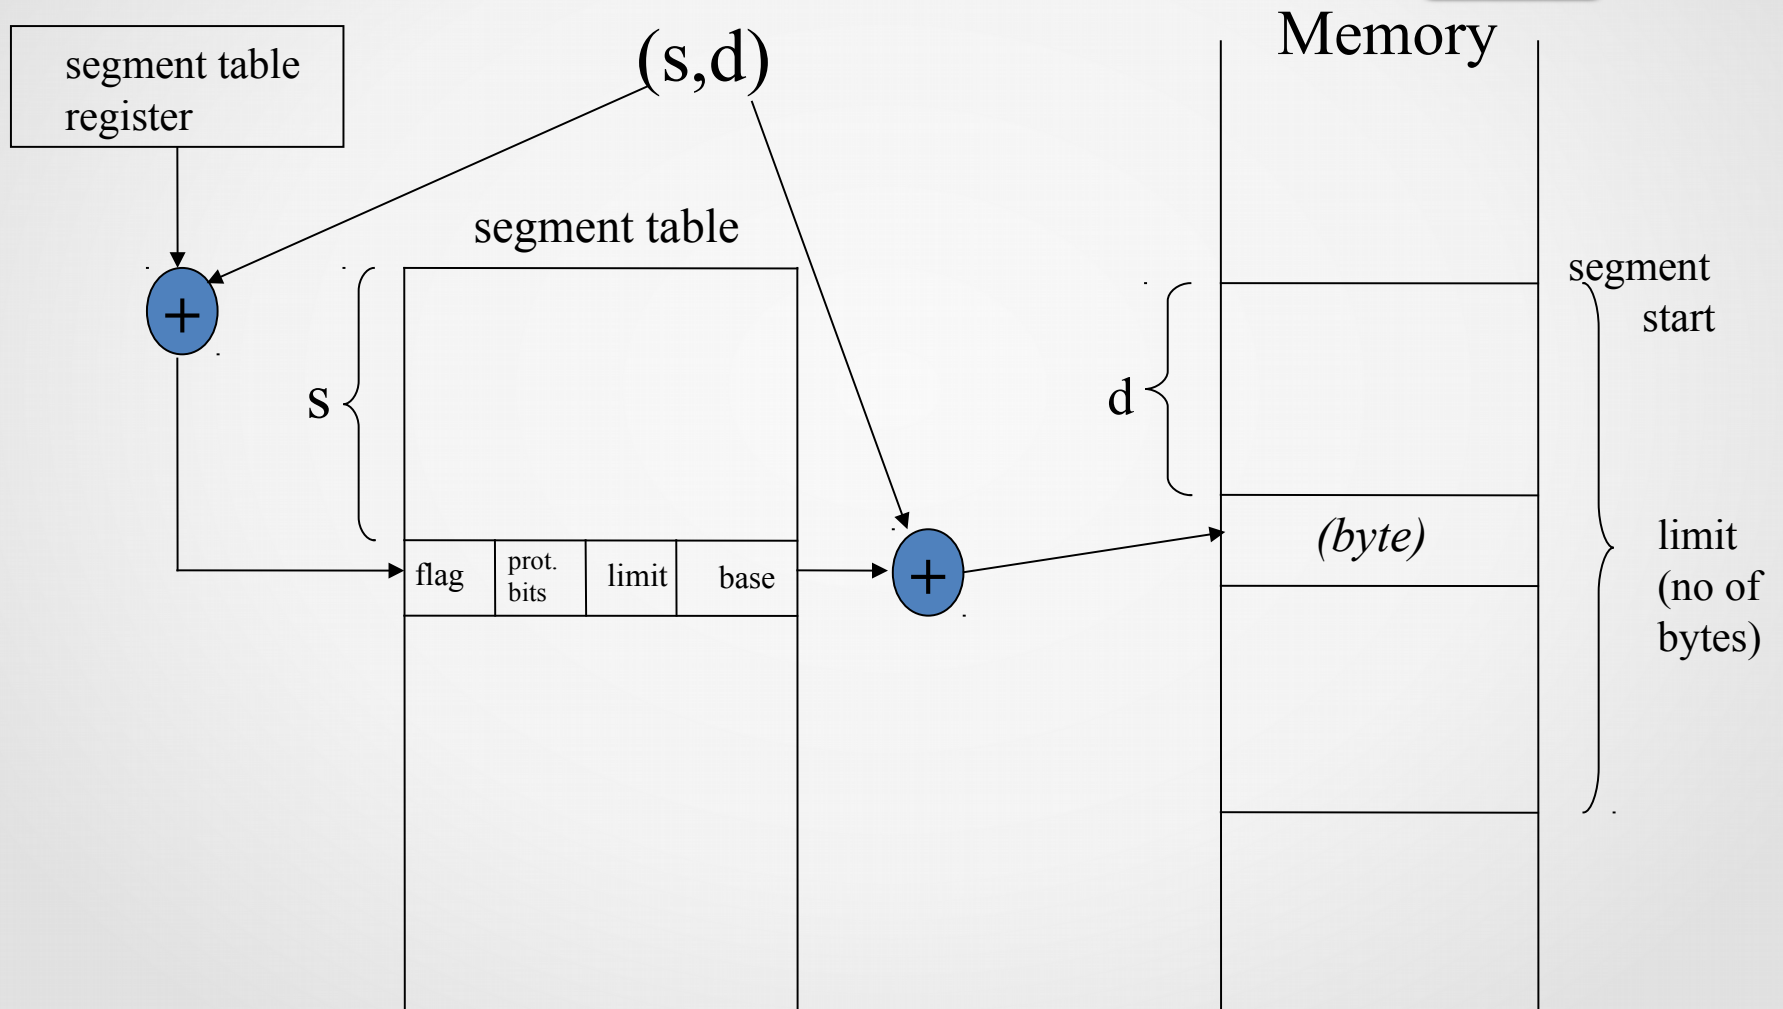 segment table
register
(s,d)
Memory
segment table
+
s
flag
prot.
bits
limit
base
+
d
(byte)
segment
start
limit
(no of
bytes)